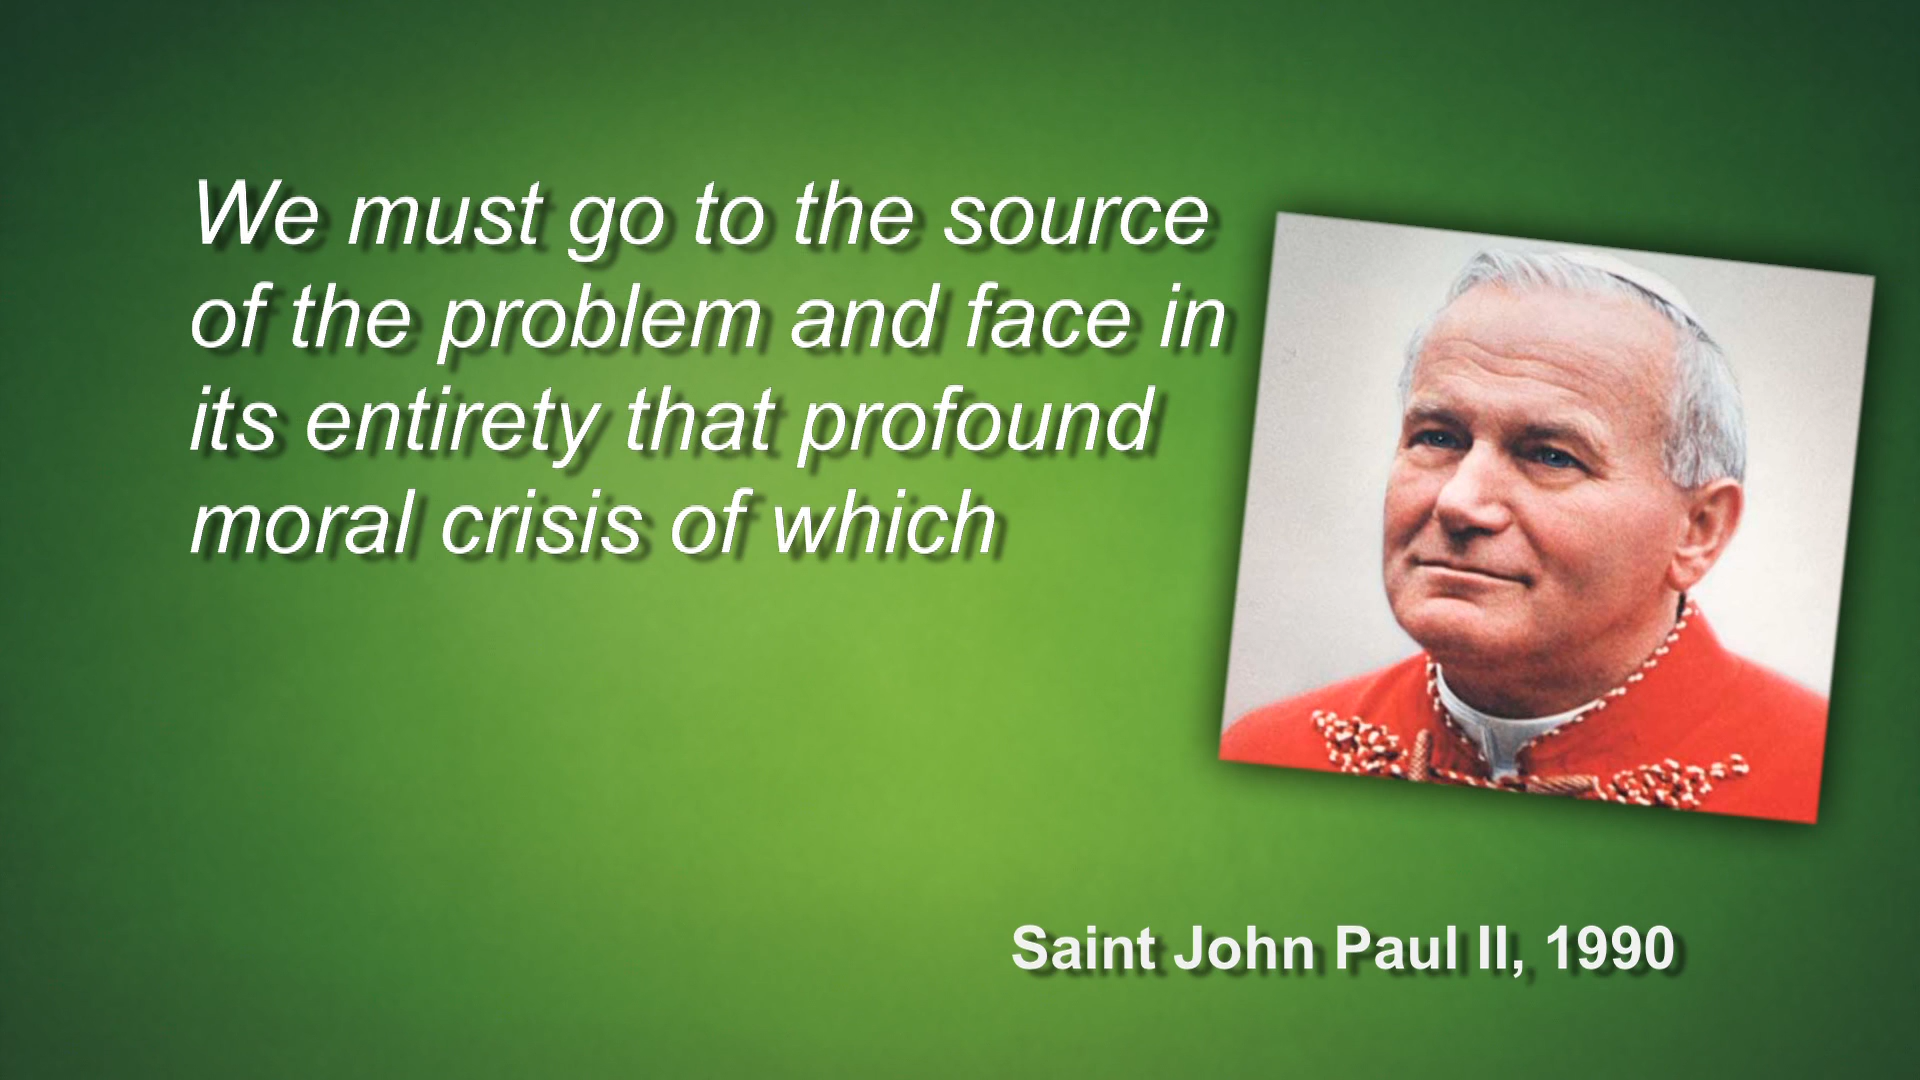 We must go to the source
of the problem and face in
its entirety that profound
moral crisis of which
Saint John Paul II, 1990